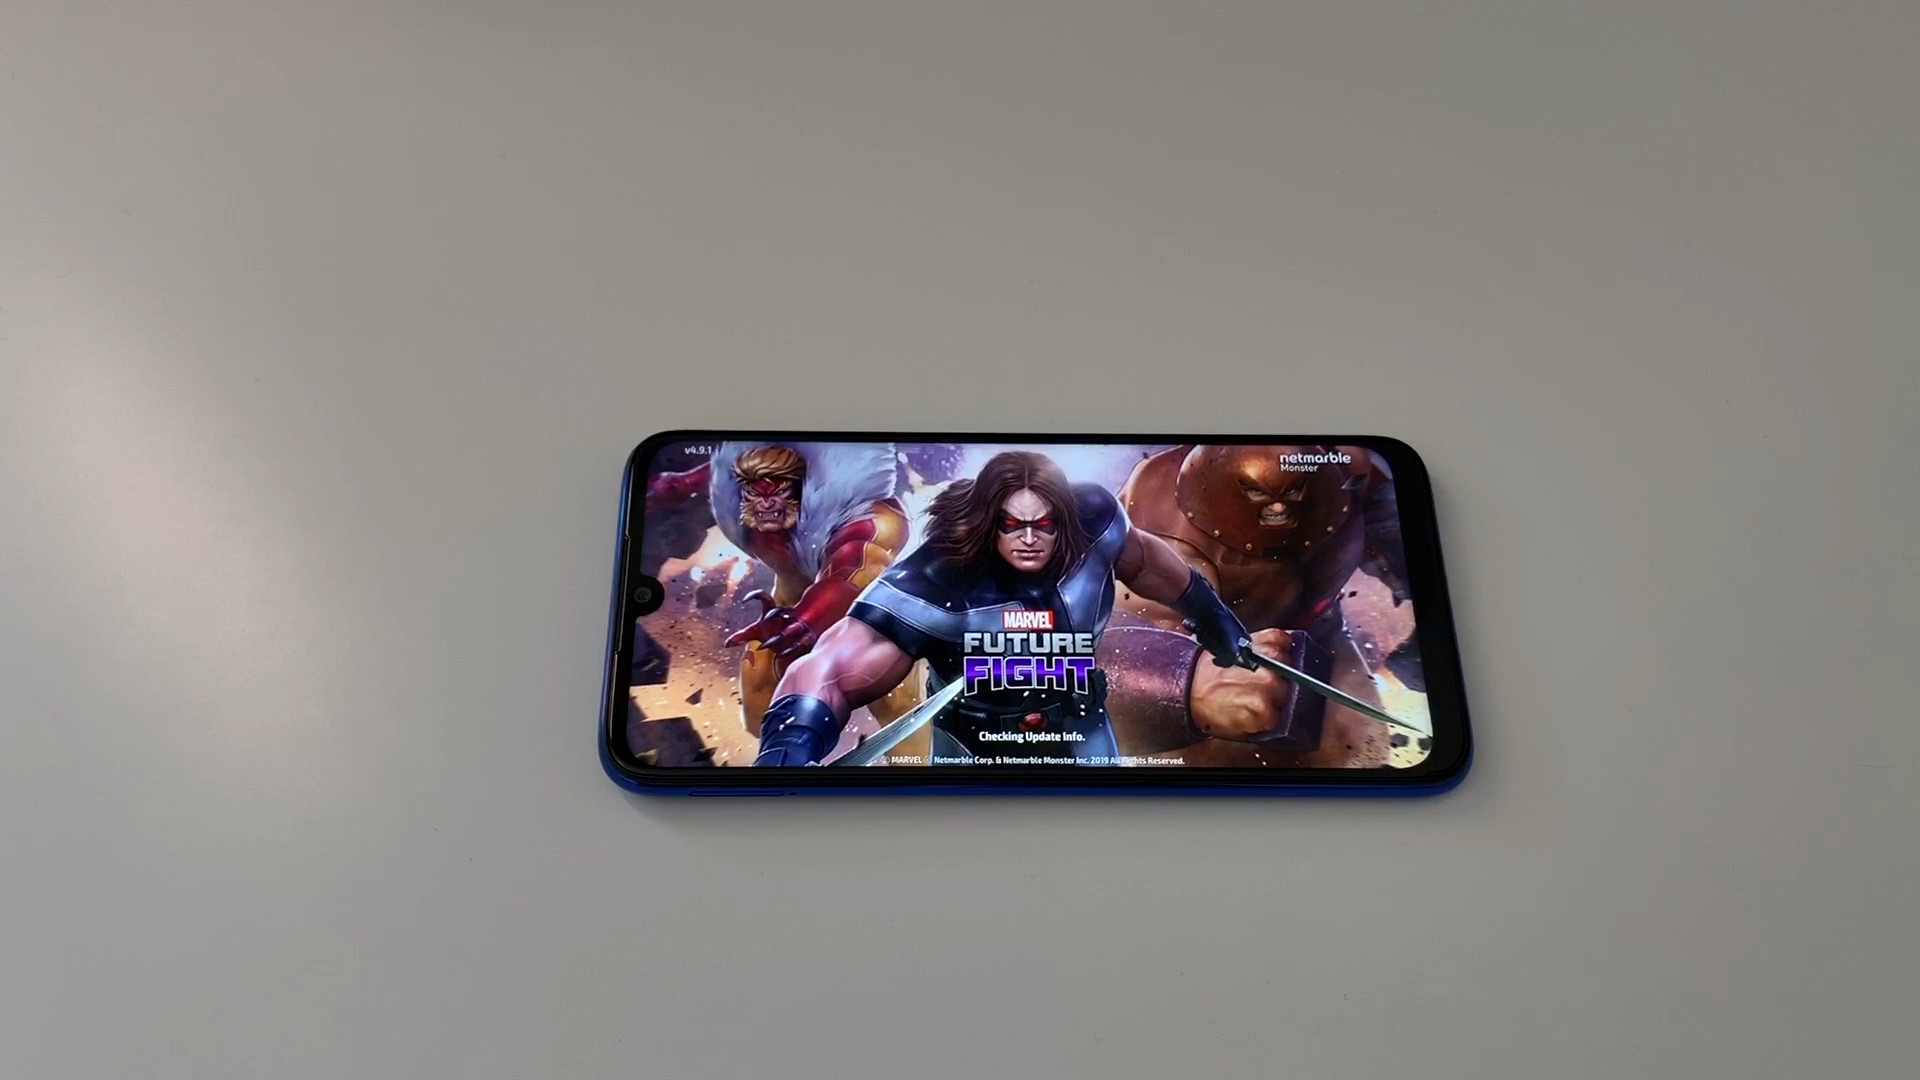 v4.9.1
netmarble
Monster
MARVEL
FUTURE
FIGHT
Checking Update Info.
© MARVEL © Netmarble Corp. & Netmarble Monster Inc. 2019 All Rights Reserved.